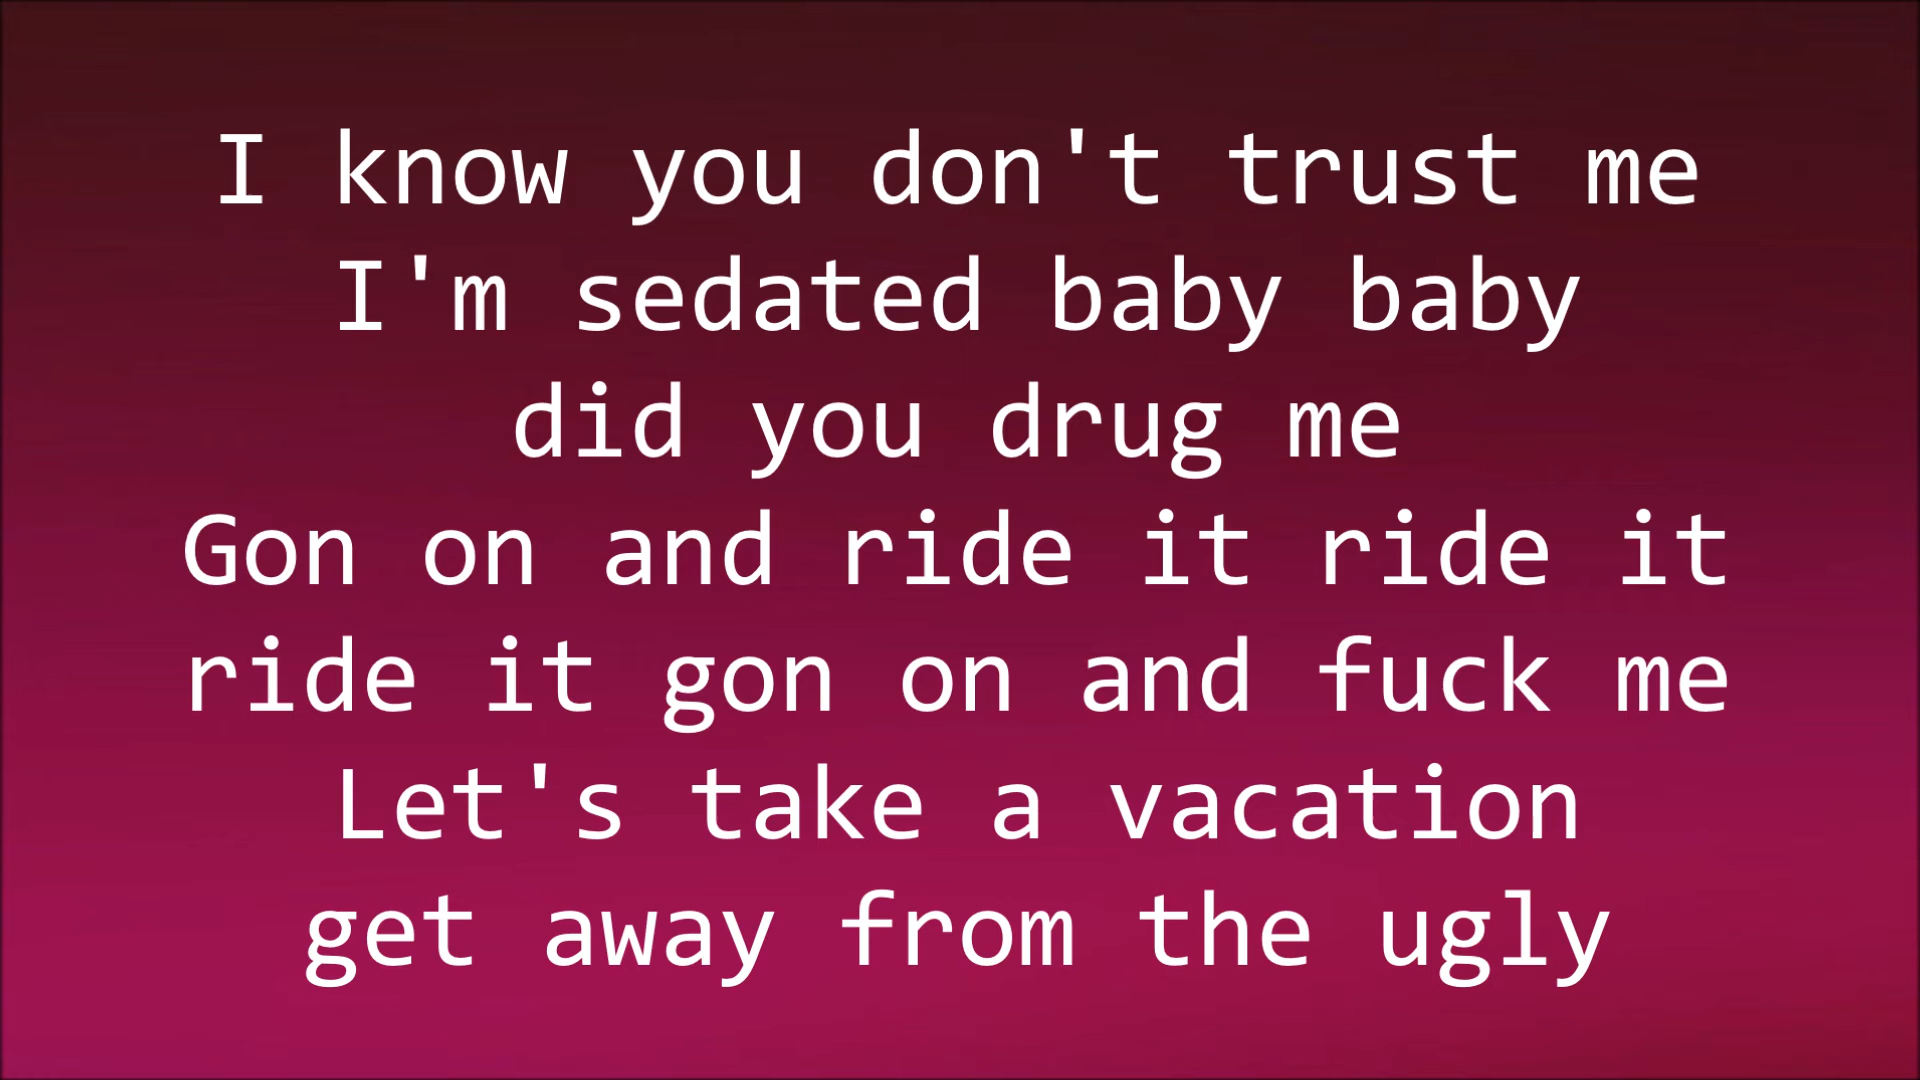 I know you don't trust me
I'm sedated baby baby
did you drug me
Gon on and ride it ride it
ride it gon on and fuck me
Let's take a vacation
get away from the ugly